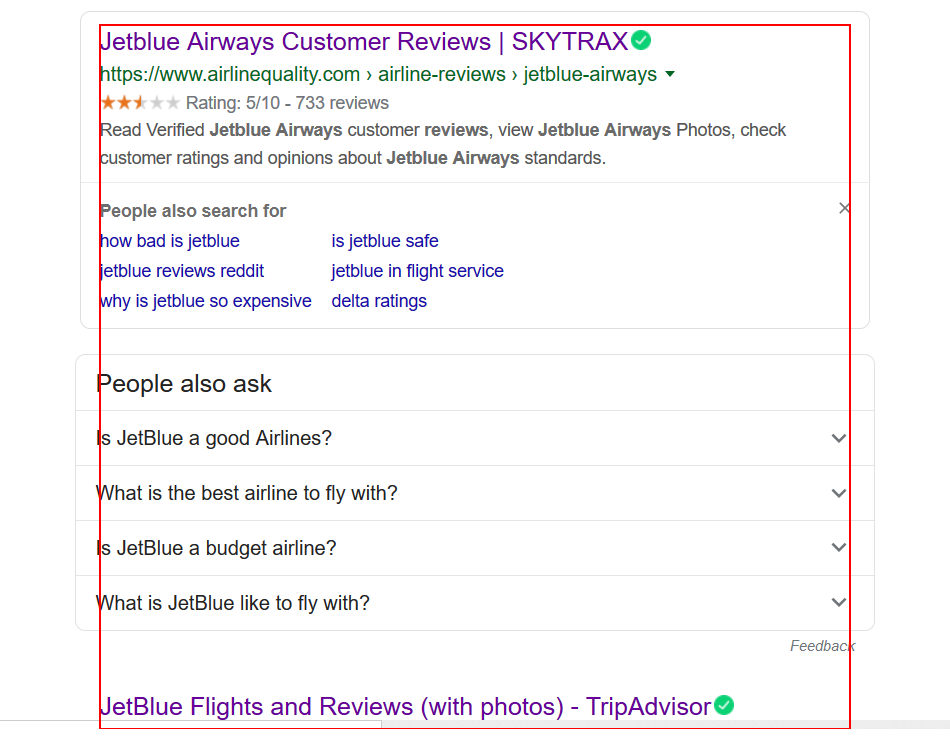 Jetblue Airways Customer Reviews | SKYTRAX
https://www.airlinequality.com › airline-reviews › jetblue-airways
Rating: 5/10 - 733 reviews
Read Verified Jetblue Airways customer reviews, view Jetblue Airways Photos, check
customer ratings and opinions about Jetblue Airways standards.
People also search for
how bad is jetblue is jetblue safe
jetblue reviews reddit jetblue in flight service
why is jetblue so expensive delta ratings
People also ask
Is JetBlue a good Airlines?
What is the best airline to fly with?
Is JetBlue a budget airline?
What is JetBlue like to fly with?
Feedback
JetBlue Flights and Reviews (with photos) - TripAdvisor